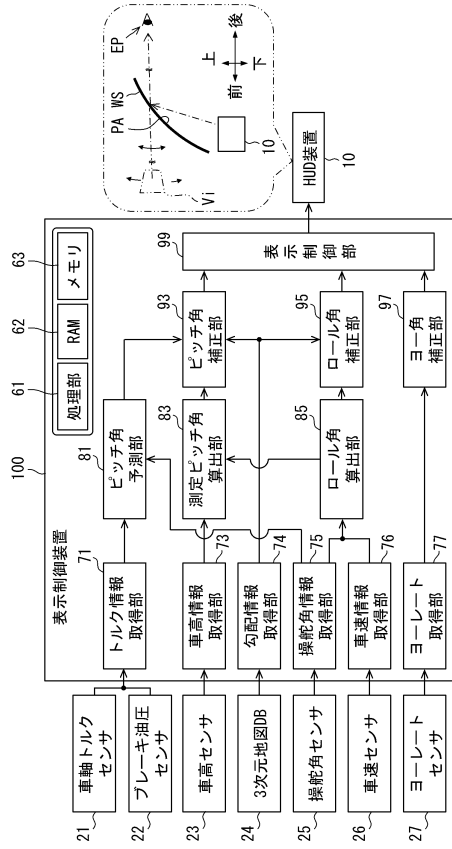 100
表示制御装置
61
処理部
62
RAM
63
メモリ
21
車軸トルク
センサ
22
ブレーキ油圧
センサ
23
車高センサ
24
3次元地図DB
25
操舵角センサ
26
車速センサ
27
ヨーレート
センサ
71
トルク情報
取得部
73
車高情報
取得部
74
勾配情報
取得部
75
操舵角情報
取得部
76
車速情報
取得部
77
ヨーレート
取得部
81
ピッチ角
予測部
83
測定ピッチ角
算出部
85
ロール角
算出部
93
ピッチ角
補正部
95
ロール角
補正部
97
ヨー角
補正部
99
表示制御部
HUD装置
10
Vi
PA
WS
EP
10
上
下
前
後